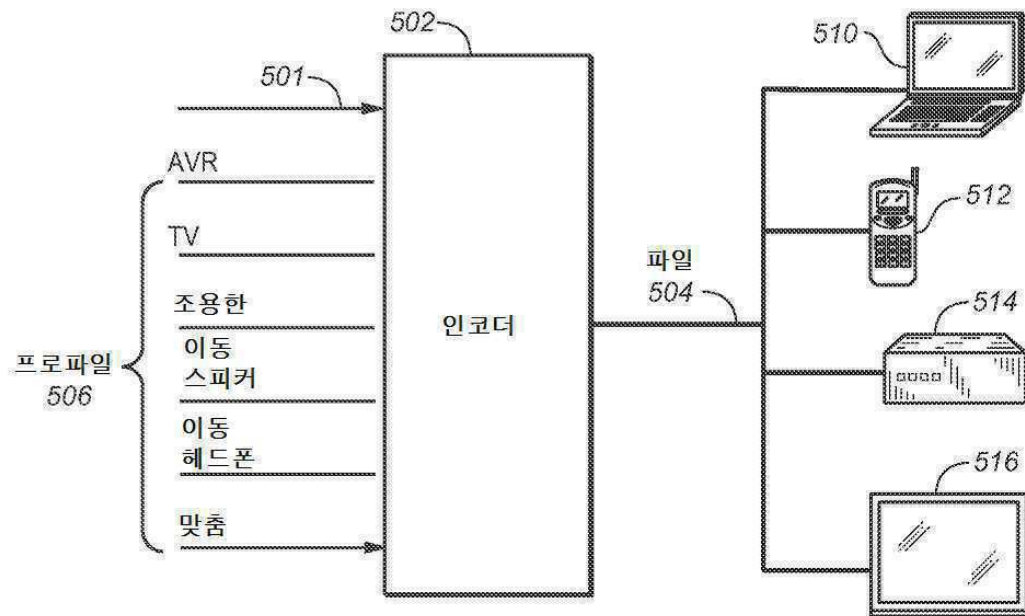 502
501
AVR
TV
조용한
이동
스피커
이동
헤드폰
맞춤
프로파일
506
인코더
파일
504
510
512
514
516